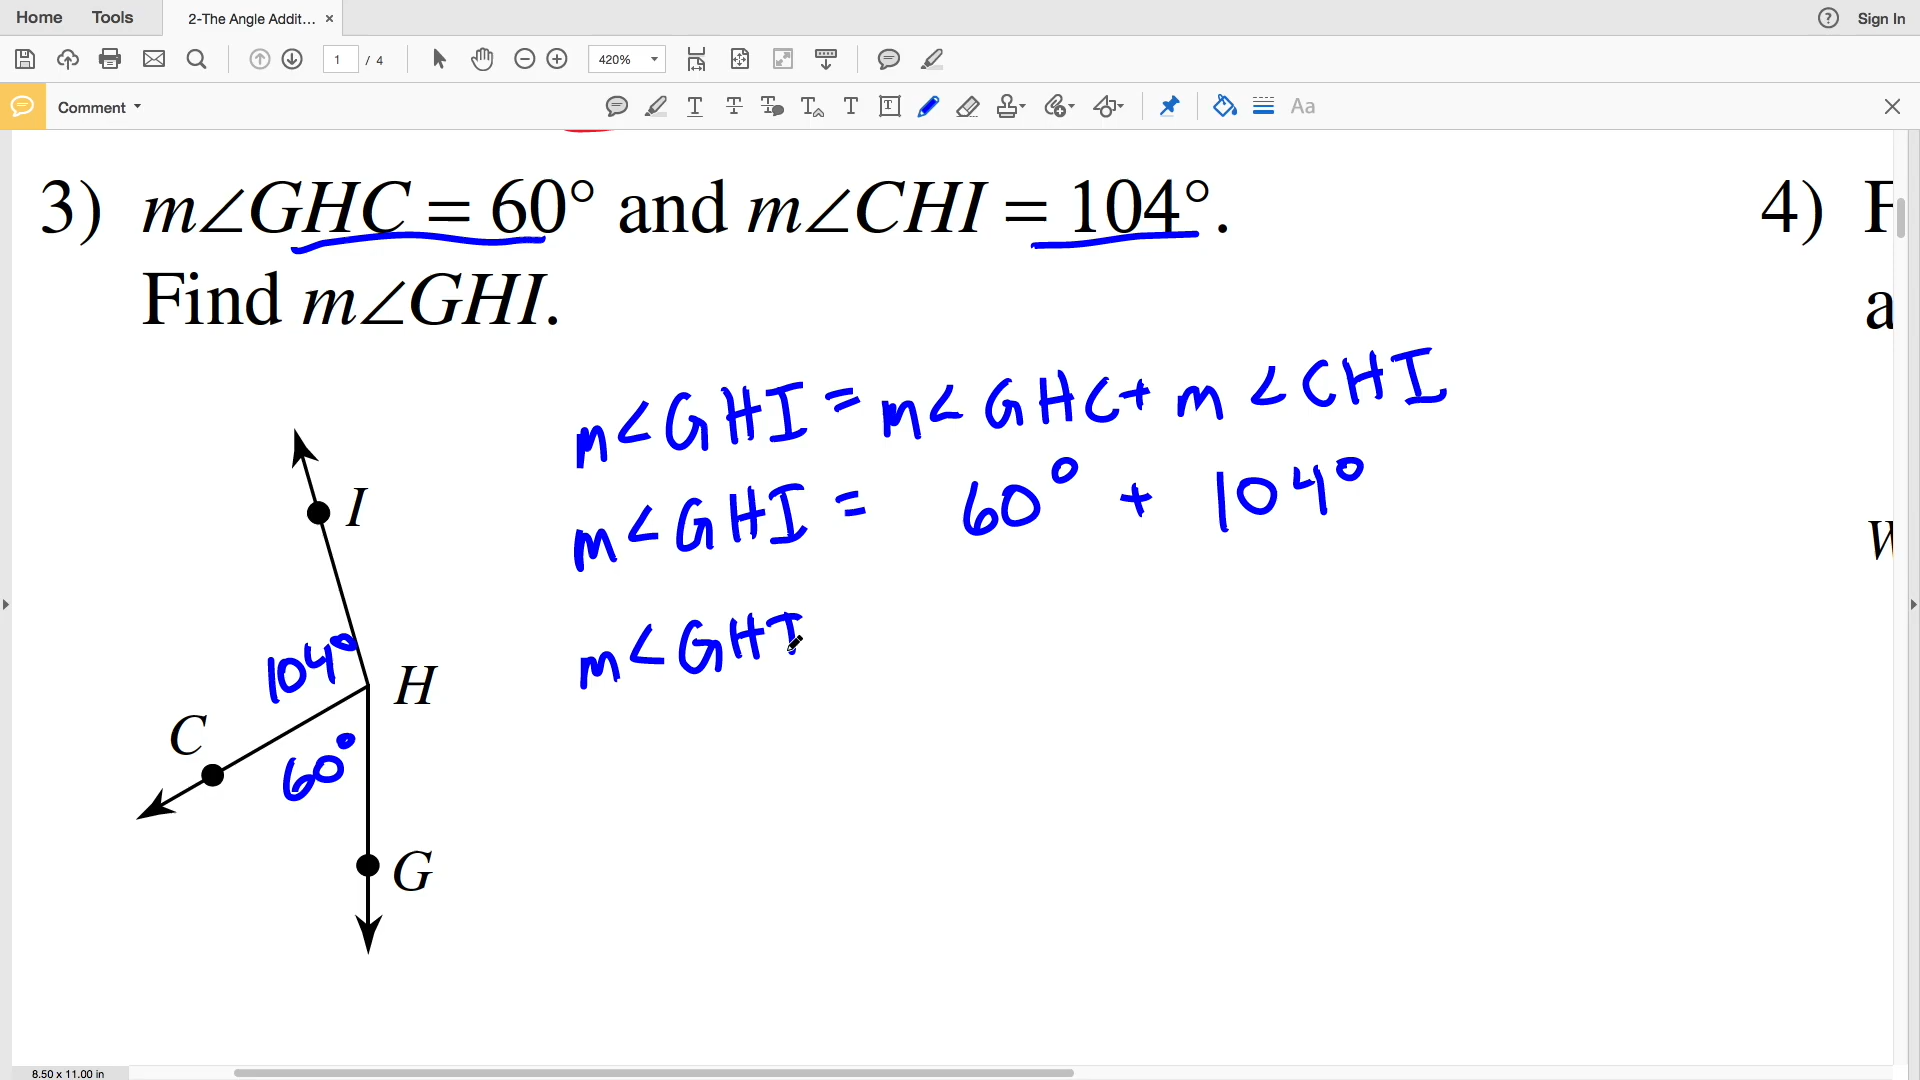 Home Tools 2-The Angle Addit... × Sign In
1 / 4 420%
Comment Aa
3) m∠GHC = 60° and m∠CHI = 104°.
Find m∠GHI.
4) F
a
W
m<GHI = m<GHC + m<CHI
m<GHI = 60° + 104°
m<GHI
I
104°
H
C
60°
G
8.50 x 11.00 in